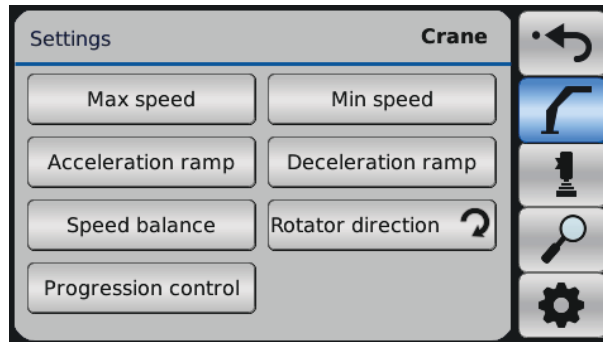 Settings Crane
Max speed Min speed
Acceleration ramp Deceleration ramp
Speed balance Rotator direction
Progression control